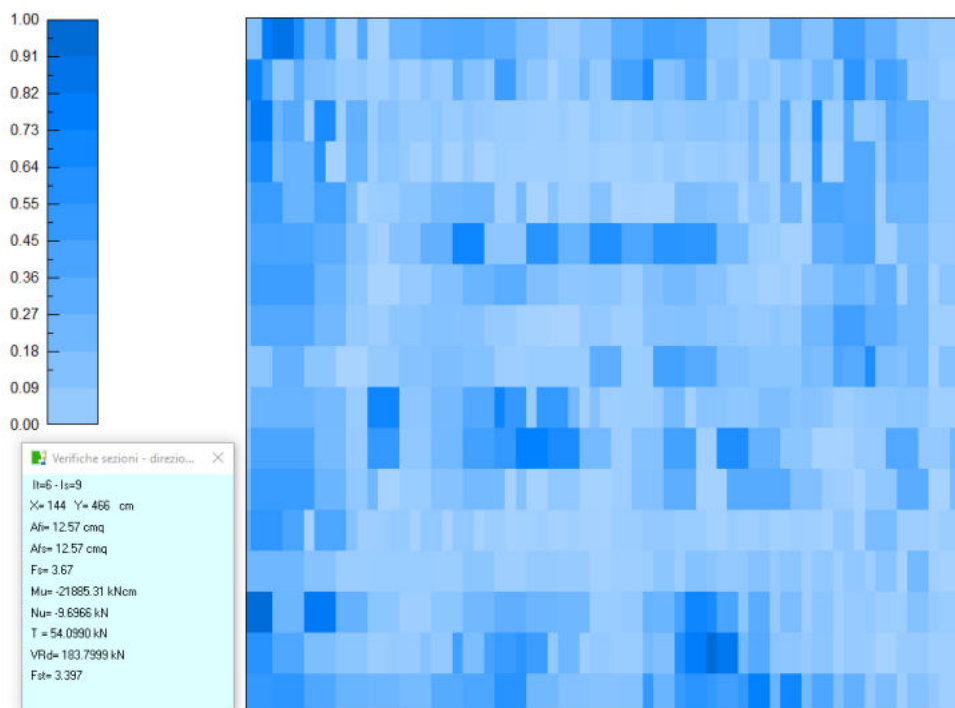 1.00
0.91
0.82
0.73
0.64
0.55
0.45
0.36
0.27
0.18
0.09
0.00
Verifiche sezioni - direzio...
It=6 - Is=9
X= 144 Y= 466 cm
Afi= 12.57 cmq
Afs= 12.57 cmq
Fs= 3.67
Mu= -21885.31 kNcm
Nu= -9.6966 kN
T = 54.0990 kN
VRd= 183.7999 kN
Fst= 3.397